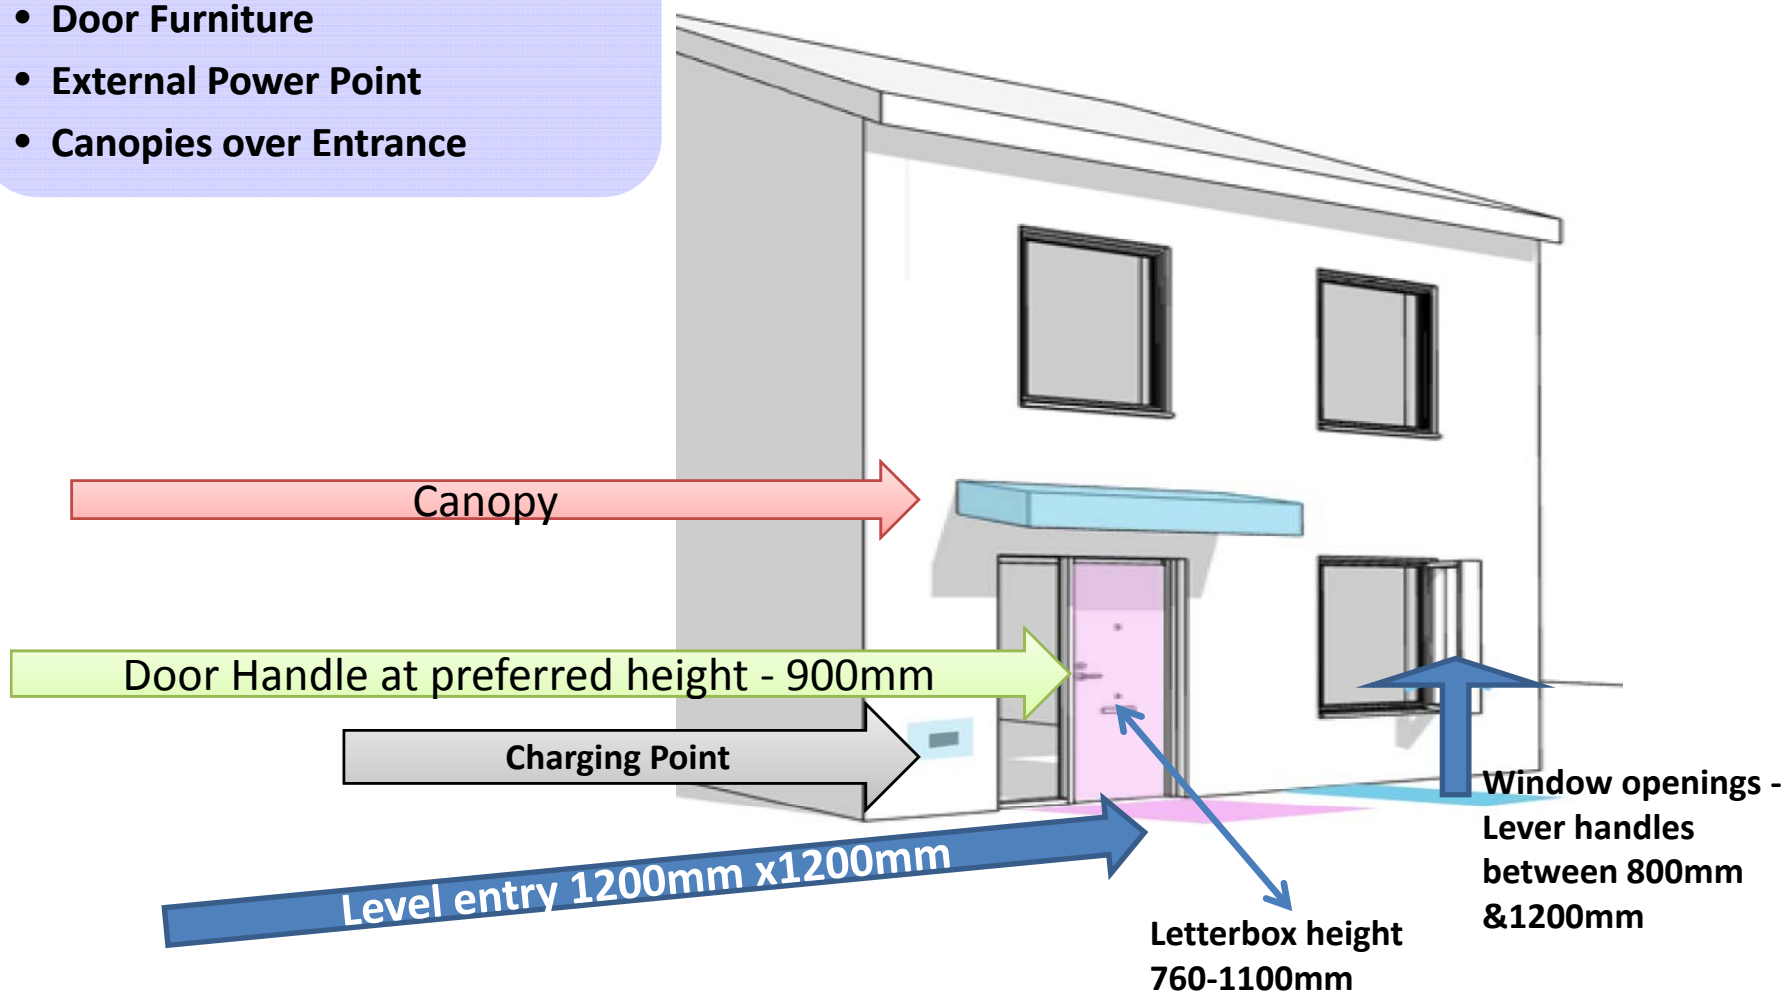 • Door Furniture
• External Power Point
• Canopies over Entrance
Canopy
Door Handle at preferred height - 900mm
Charging Point
Level entry 1200mm x1200mm
Window openings -
Lever handles
between 800mm
&1200mm
Letterbox height
760-1100mm